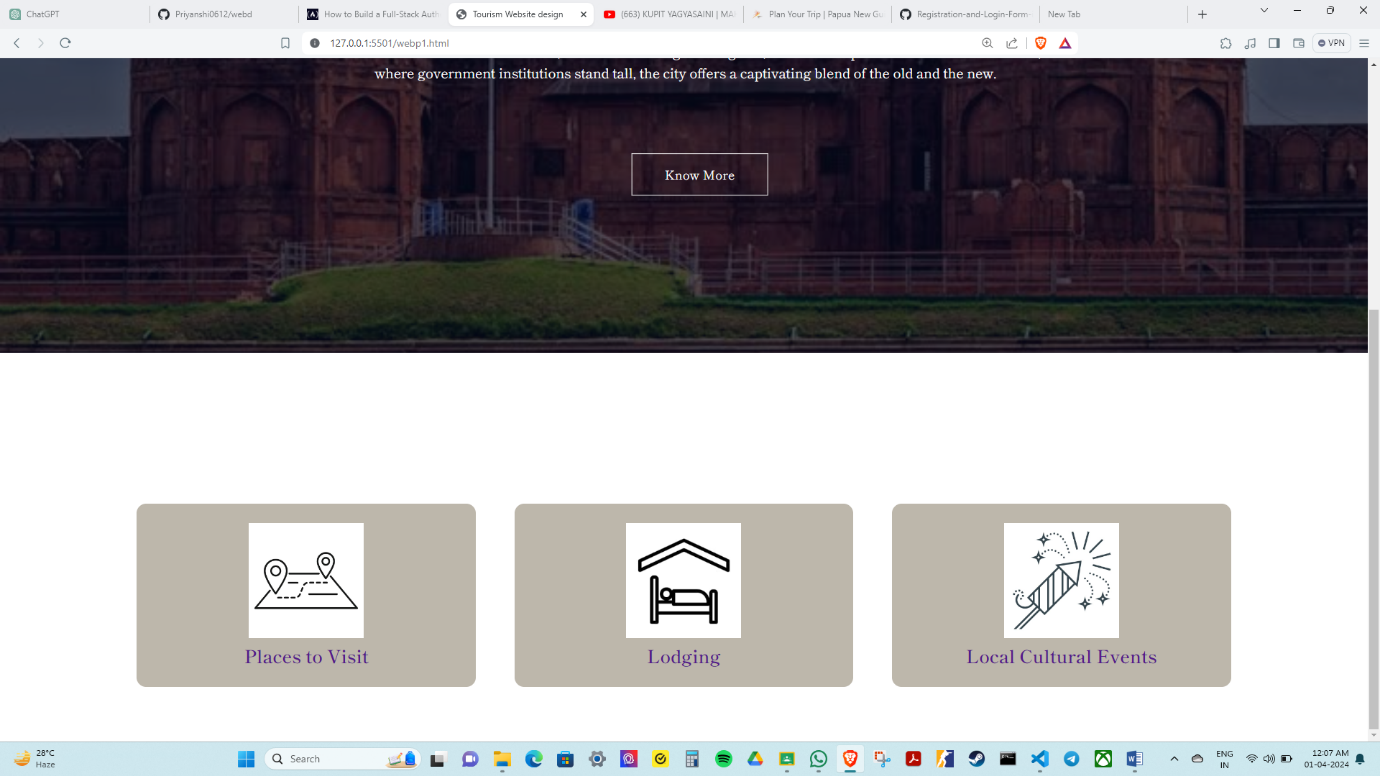 ChatGPT
Priyanshi0612/webd
How to Build a Full-Stack Auth
Tourism Website design
(663) KUPIT YAGYASAINI | MA
Plan Your Trip | Papua New Gu
Registration-and-Login-Form-
New Tab
127.0.0.1:5501/webp1.html
VPN
where government institutions stand tall, the city offers a captivating blend of the old and the new.
Know More
Places to Visit
Lodging
Local Cultural Events
28°C
Haze
Search
ENG
IN
12:07 AM
01-04-2024